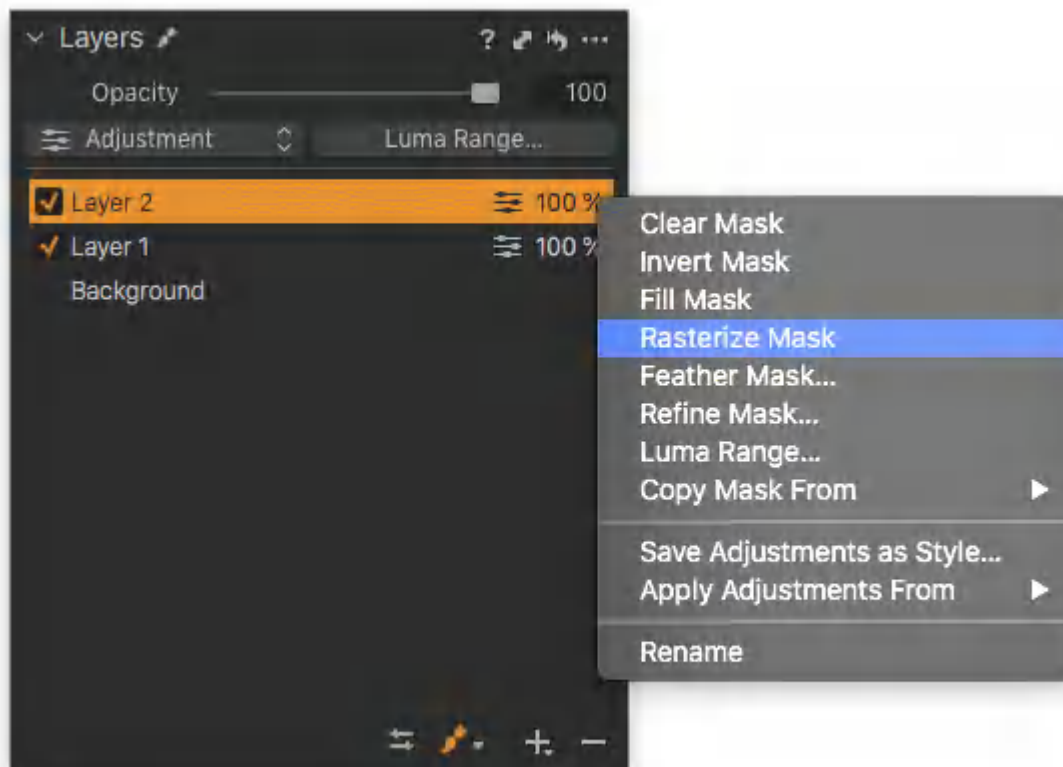 Layers ?
Opacity 100
Adjustment Luma Range...
Layer 2 100 %
Layer 1 100 %
Background
Clear Mask
Invert Mask
Fill Mask
Rasterize Mask
Feather Mask...
Refine Mask...
Luma Range...
Copy Mask From
Save Adjustments as Style...
Apply Adjustments From
Rename